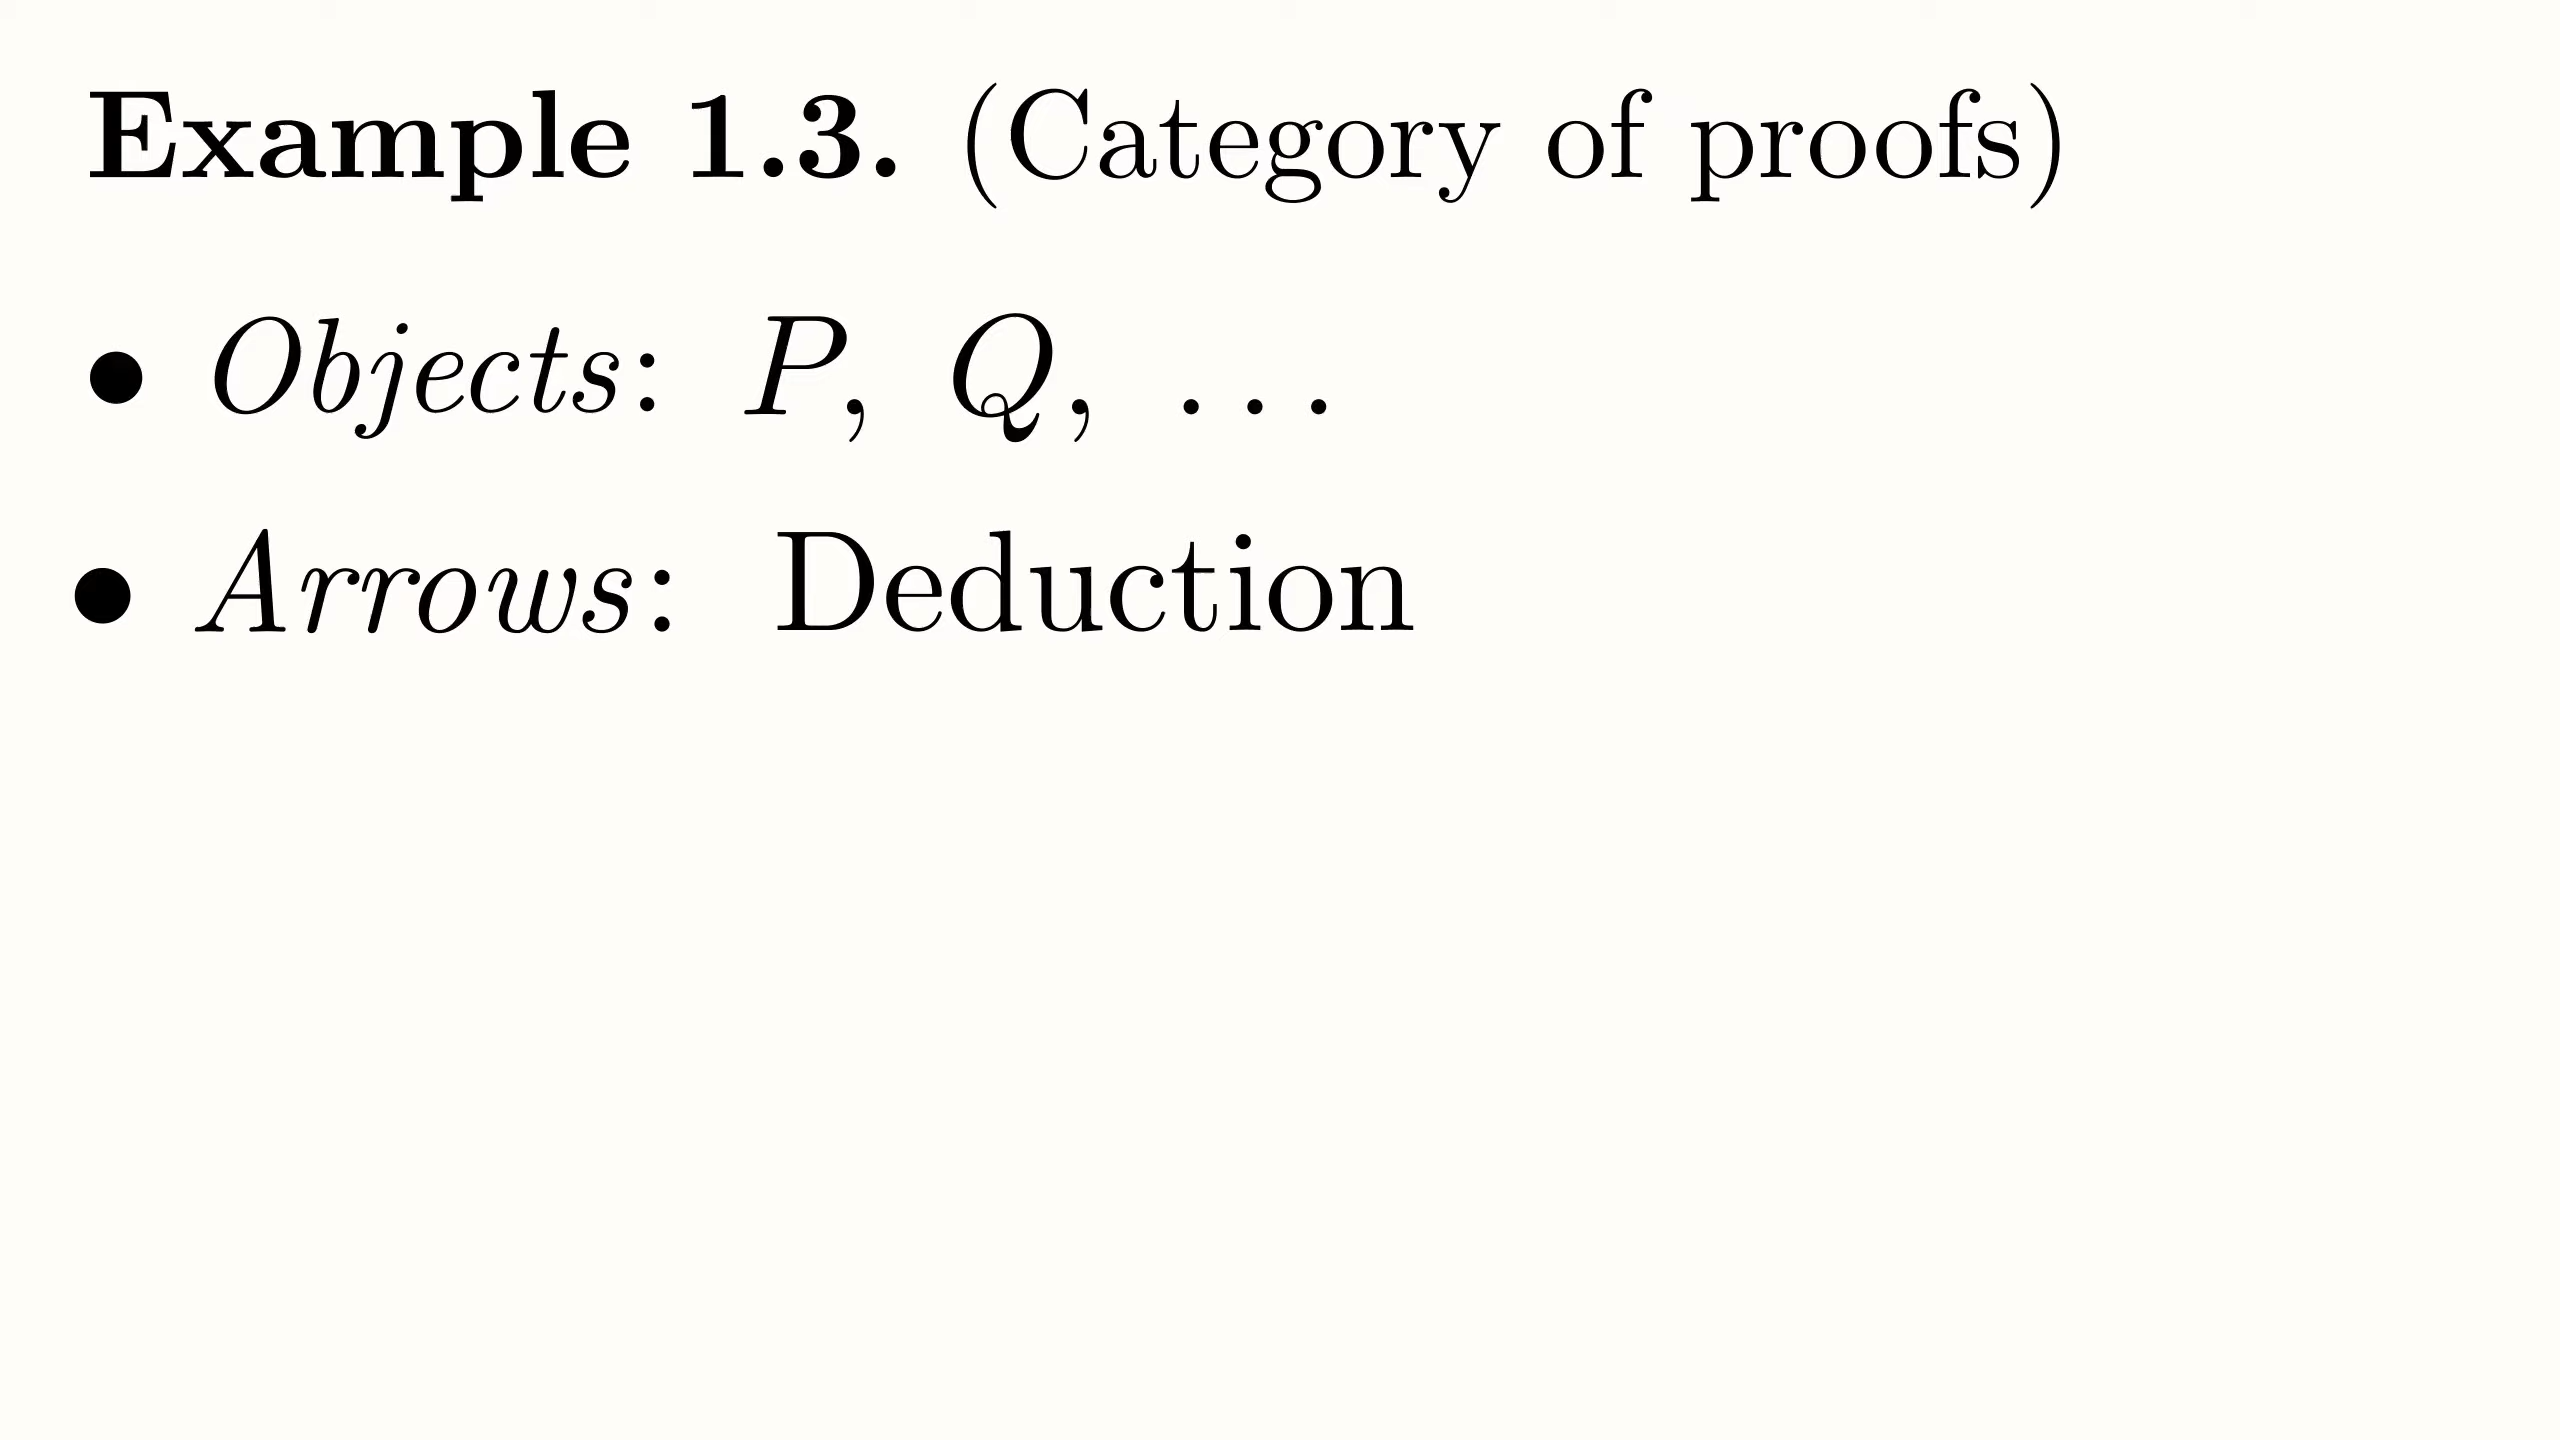 Example 1.3. (Category of proofs)
• Objects: P, Q, ...
• Arrows: Deduction